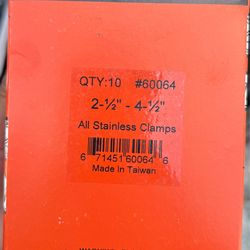 QTY:10 #60064
2-½" - 4-½"
All Stainless Clamps
6 71451 60064 6
Made In Taiwan